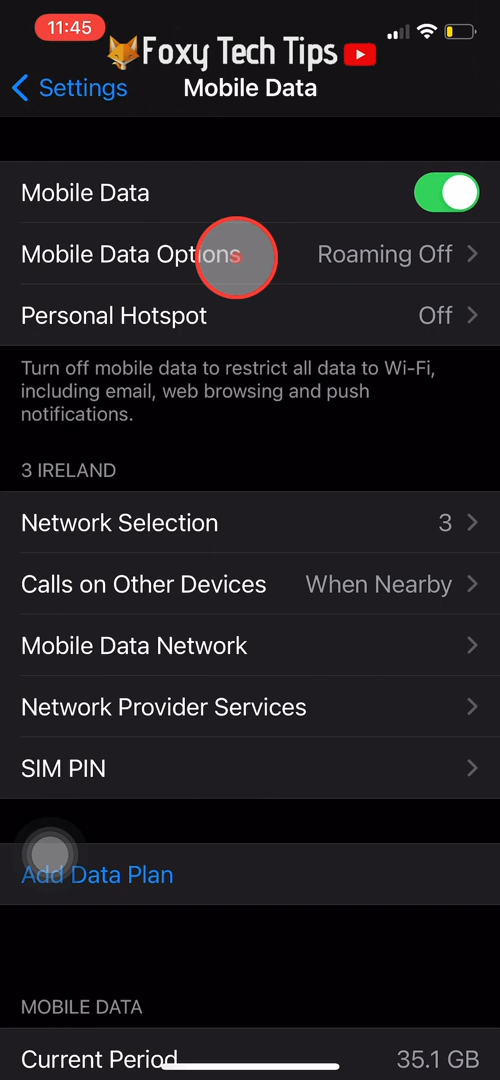 11:45
Foxy Tech Tips
Settings
Mobile Data
Mobile Data
Mobile Data Options Roaming Off
Personal Hotspot Off
Turn off mobile data to restrict all data to Wi-Fi,
including email, web browsing and push
notifications.
3 IRELAND
Network Selection 3
Calls on Other Devices When Nearby
Mobile Data Network
Network Provider Services
SIM PIN
Add Data Plan
MOBILE DATA
Current Period 35.1 GB